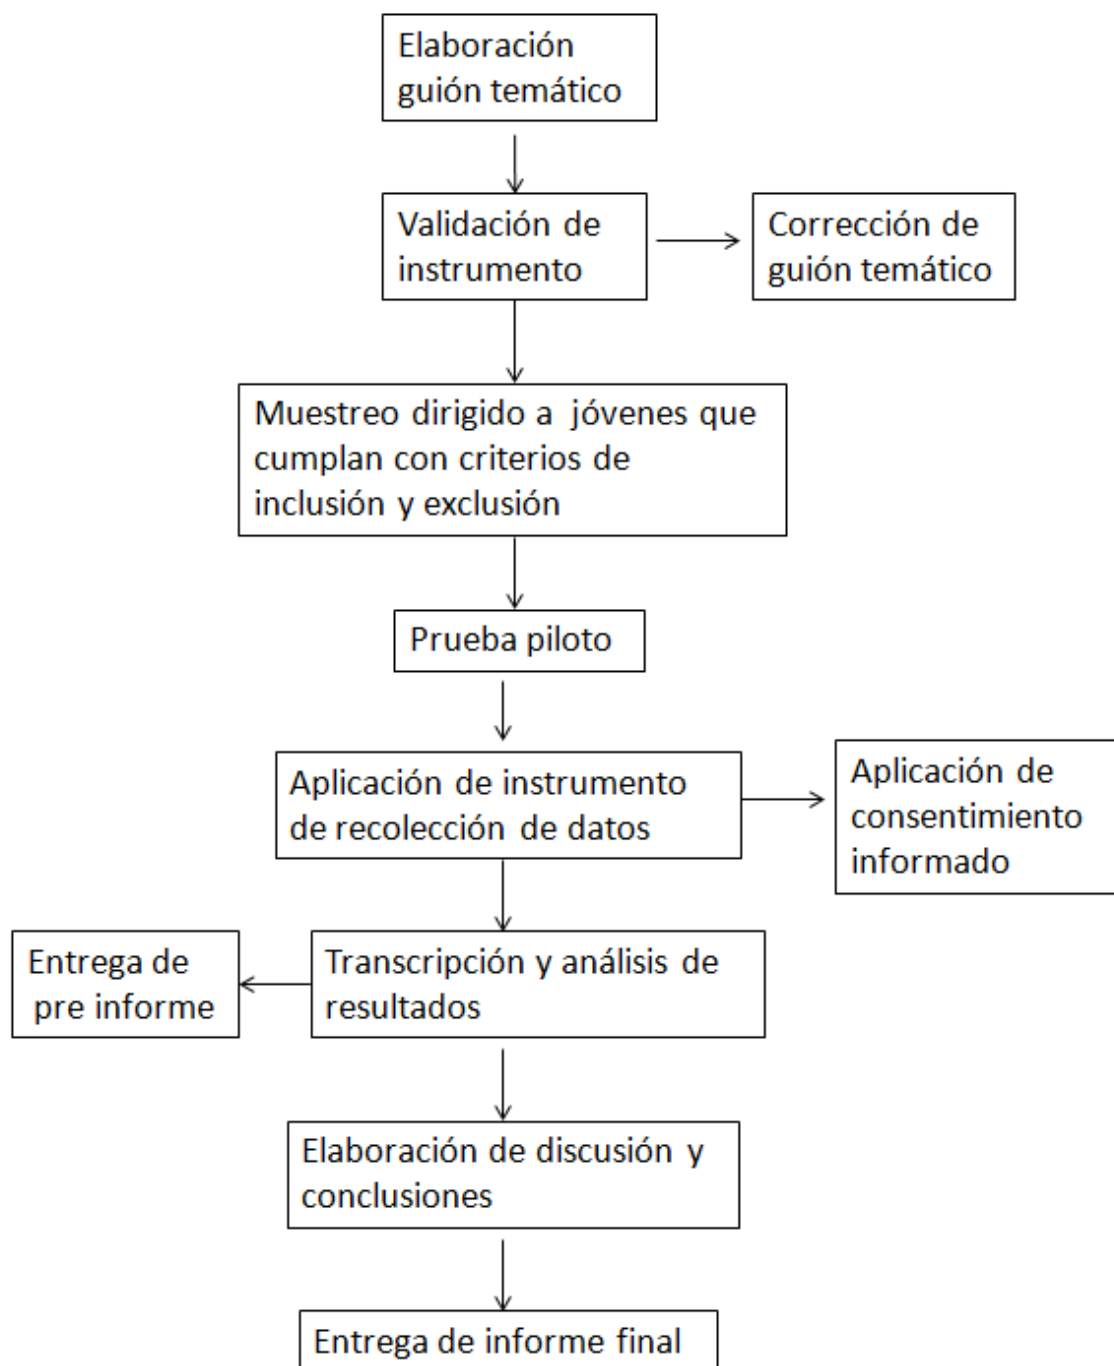 Elaboración
guión temático
Validación de
instrumento
Corrección de
guión temático
Muestreo dirigido a jóvenes que
cumplan con criterios de
inclusión y exclusión
Prueba piloto
Aplicación de instrumento
de recolección de datos
Aplicación de
consentimiento
informado
Entrega de
pre informe
Transcripción y análisis de
resultados
Elaboración de discusión y
conclusiones
Entrega de informe final